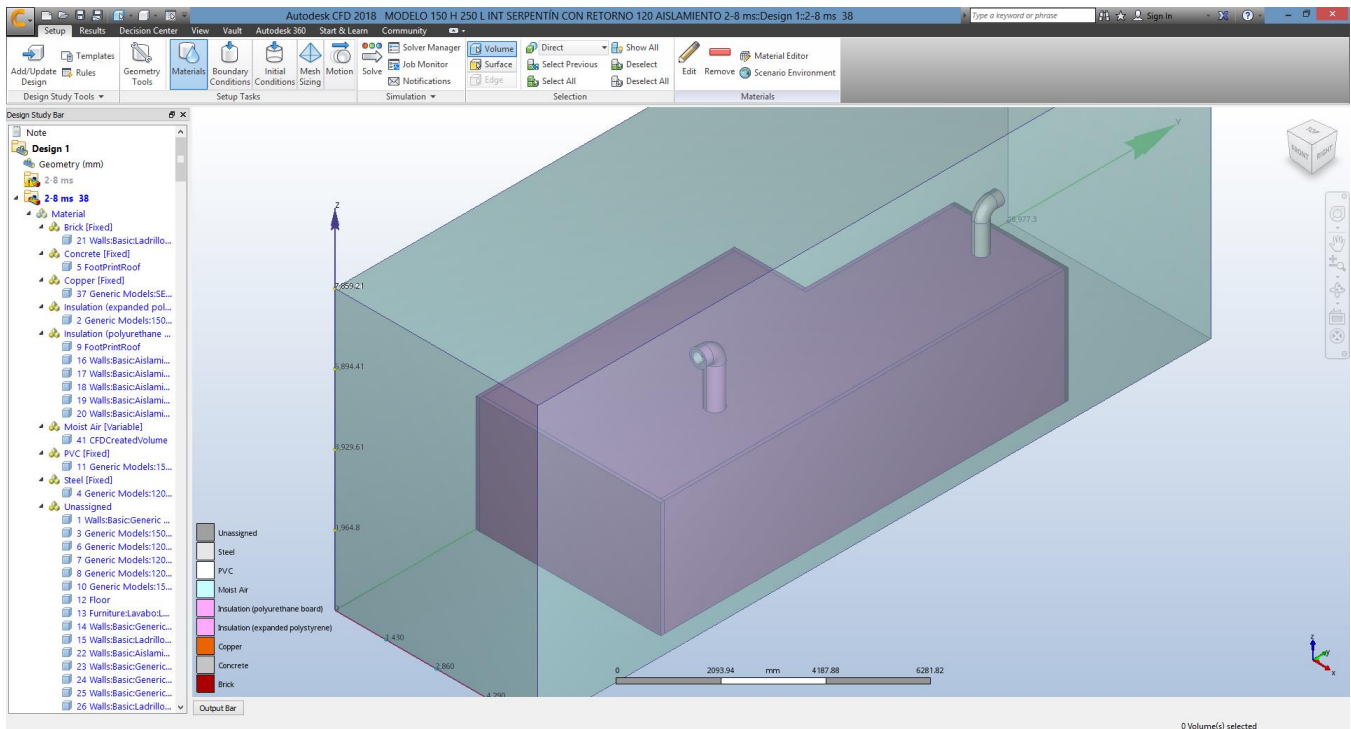 Autodesk CFD 2018 MODELO 150 H 250 L INT SERPENTÍN CON RETORNO 120 AISLAMIENTO 2-8 ms::Design 1::2-8 ms 38
Type a keyword or phrase
Sign In
Setup Results Decision Center View Vault Autodesk 360 Start & Learn Community
Add/Update Design
Templates
Rules
Geometry Tools
Materials
Boundary Conditions
Initial Conditions
Mesh Sizing
Motion
Solve
Solver Manager
Job Monitor
Notifications
Volume
Surface
Edge
Direct
Select Previous
Select All
Show All
Deselect
Deselect All
Edit
Remove
Material Editor
Scenario Environment
Design Study Tools
Setup Tasks
Simulation
Selection
Materials
Design Study Bar
Note
Design 1
Geometry (mm)
2-8 ms
2-8 ms 38
Material
Brick [Fixed]
21 Walls:Basic:Ladrillo...
Concrete [Fixed]
5 FootPrintRoof
Copper [Fixed]
37 Generic Models:SE...
Insulation (expanded pol...
2 Generic Models:150...
Insulation (polyurethane ...
9 FootPrintRoof
16 Walls:Basic:Aislami...
17 Walls:Basic:Aislami...
18 Walls:Basic:Aislami...
19 Walls:Basic:Aislami...
20 Walls:Basic:Aislami...
Moist Air [Variable]
41 CFDCreatedVolume
PVC [Fixed]
11 Generic Models:15...
Steel [Fixed]
4 Generic Models:120...
Unassigned
1 Walls:Basic:Generic ...
3 Generic Models:150...
6 Generic Models:120...
7 Generic Models:120...
8 Generic Models:120...
10 Generic Models:15...
12 Floor
13 Furniture:Lavabo:L...
14 Walls:Basic:Generic...
15 Walls:Basic:Ladrillo...
22 Walls:Basic:Aislami...
23 Walls:Basic:Generic...
24 Walls:Basic:Generic...
25 Walls:Basic:Generic...
26 Walls:Basic:Ladrillo...
Z
Y
7,859.21
5,894.41
3,929.61
1,964.8
1,430
2,860
4,290
TOP
FRONT
RIGHT
Unassigned
Steel
PVC
Moist Air
Insulation (polyurethane board)
Insulation (expanded polystyrene)
Copper
Concrete
Brick
0 2093.94 mm 4187.88 6281.82
z
y
x
Output Bar
0 Volume(s) selected